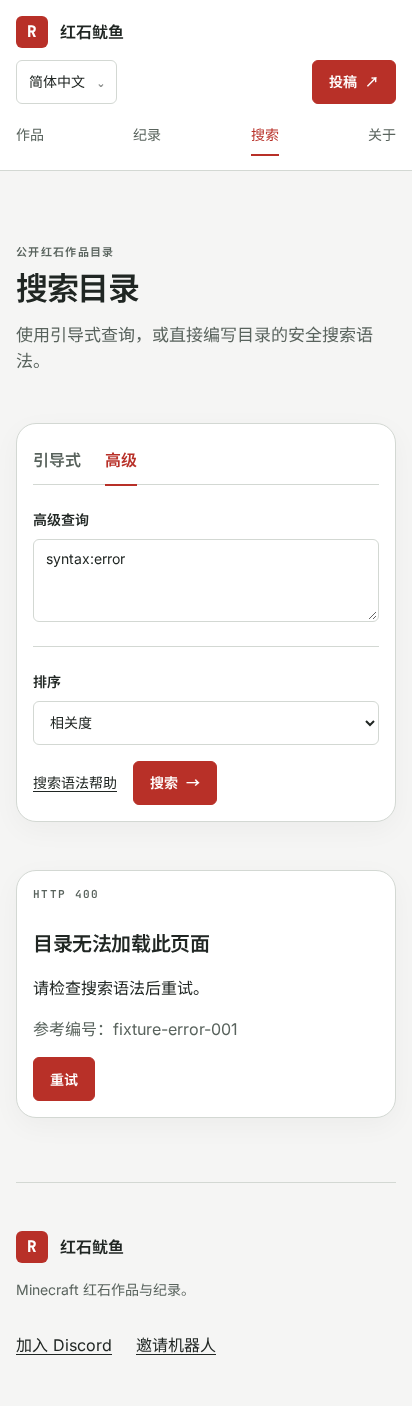 R 红石鱿鱼
简体中文
投稿 ↗
作品 纪录 搜索 关于
公开红石作品目录
搜索目录
使用引导式查询，或直接编写目录的安全搜索语
法。
引导式 高级
高级查询
syntax:error
排序
相关度
搜索语法帮助 搜索 →
HTTP 400
目录无法加载此页面
请检查搜索语法后重试。
参考编号：fixture-error-001
重试
R 红石鱿鱼
Minecraft 红石作品与纪录。
加入 Discord 邀请机器人